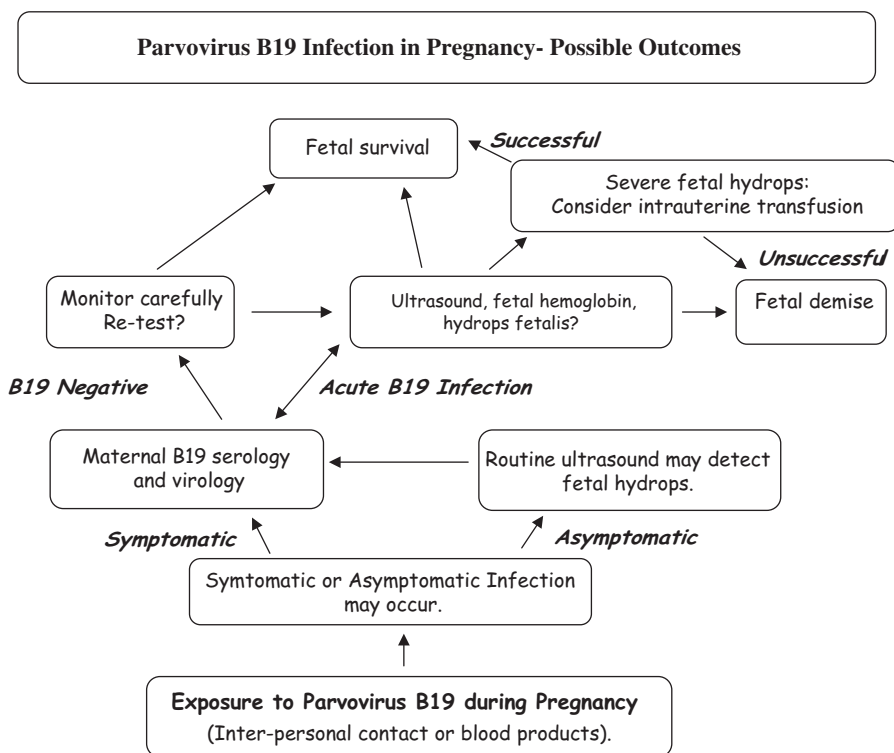 Parvovirus B19 Infection in Pregnancy- Possible Outcomes
Successful
Fetal survival
Severe fetal hydrops:
Consider intrauterine transfusion
Unsuccessful
Monitor carefully
Re-test?
Ultrasound, fetal hemoglobin,
hydrops fetalis?
Fetal demise
B19 Negative
Acute B19 Infection
Maternal B19 serology
and virology
Routine ultrasound may detect
fetal hydrops.
Symptomatic
Asymptomatic
Symtomatic or Asymptomatic Infection
may occur.
Exposure to Parvovirus B19 during Pregnancy
(Inter-personal contact or blood products).